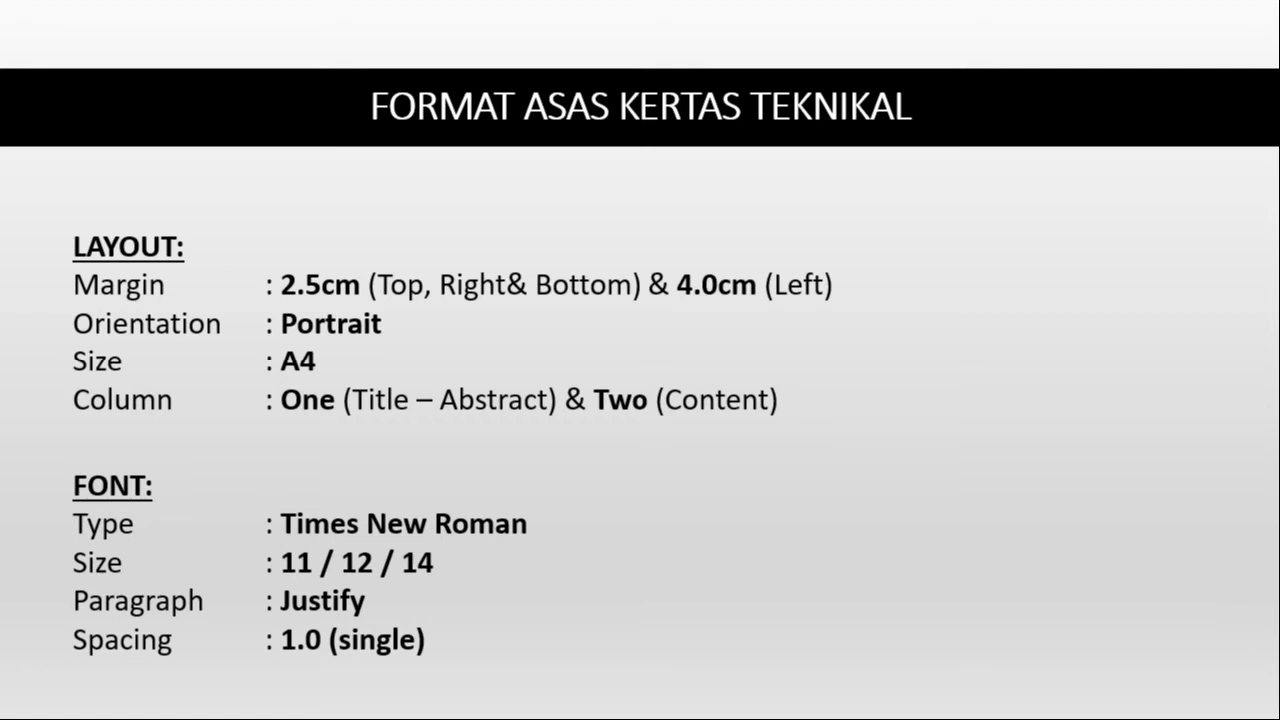 FORMAT ASAS KERTAS TEKNIKAL
LAYOUT:
Margin : 2.5cm (Top, Right& Bottom) & 4.0cm (Left)
Orientation : Portrait
Size : A4
Column : One (Title – Abstract) & Two (Content)
FONT:
Type : Times New Roman
Size : 11 / 12 / 14
Paragraph : Justify
Spacing : 1.0 (single)